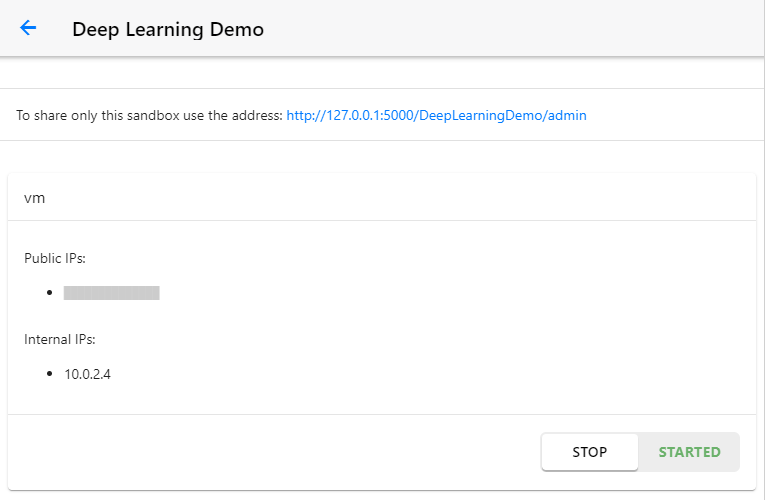 Deep Learning Demo
To share only this sandbox use the address: http://127.0.0.1:5000/DeepLearningDemo/admin
vm
Public IPs:
Internal IPs:
10.0.2.4
STOP STARTED